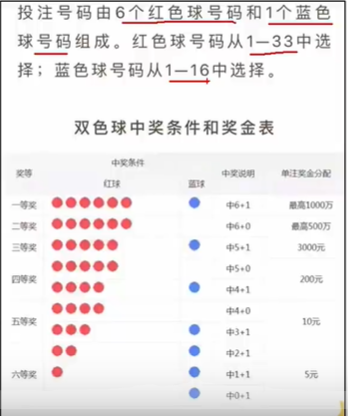 投注号码由6个红色球号码和1个蓝色
球号码组成。红色球号码从1—33中选
择；蓝色球号码从1—16中选择。
双色球中奖条件和奖金表
奖等 中奖条件 中奖说明 单注奖金分配
红球 蓝球
一等奖 中6+1 最高1000万
二等奖 中6+0 最高500万
三等奖 中5+1 3000元
四等奖 中5+0 200元
中4+1
五等奖 中4+0 10元
中3+1
六等奖 中2+1 5元
中1+1
中0+1